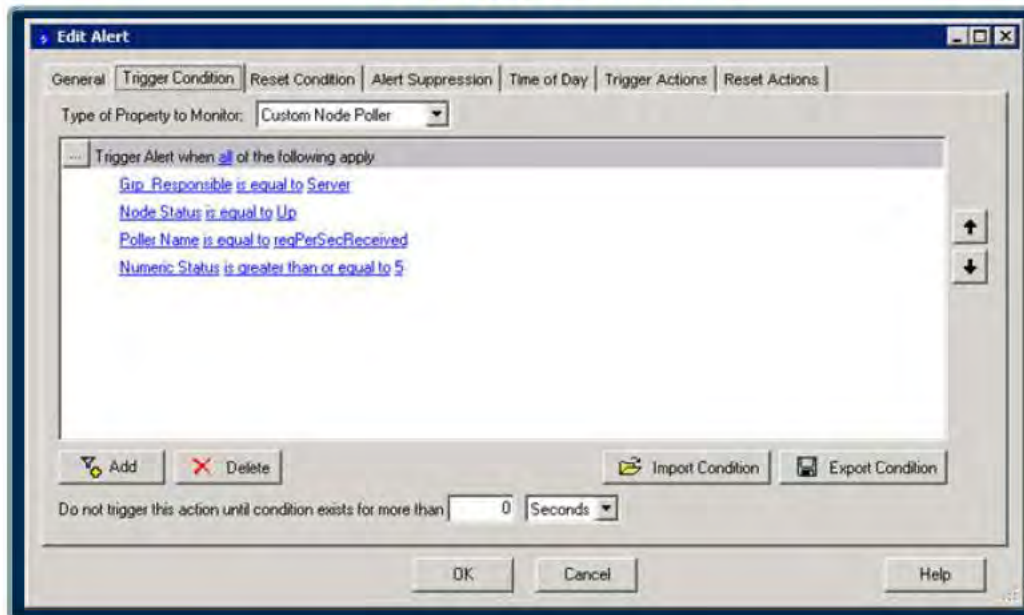 Edit Alert
General Trigger Condition Reset Condition Alert Suppression Time of Day Trigger Actions Reset Actions
Type of Property to Monitor: Custom Node Poller
... Trigger Alert when all of the following apply
Grp_Responsible is equal to Server
Node Status is equal to Up
Poller Name is equal to reqPerSecReceived
Numeric Status is greater than or equal to 5
Add Delete Import Condition Export Condition
Do not trigger this action until condition exists for more than 0 Seconds
OK Cancel Help